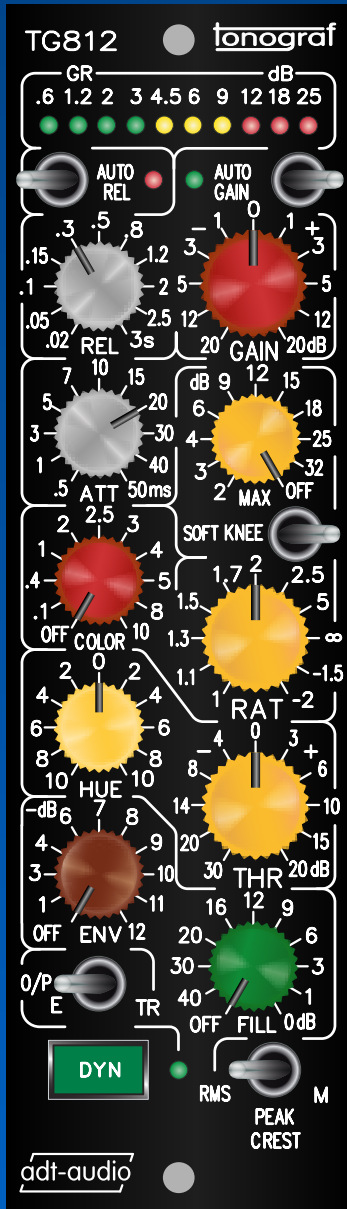 TG812 tonograf
GR dB
.6 1.2 2 3 4.5 6 9 12 18 25
AUTO REL
AUTO GAIN
.02 .05 .1 .15 .3 .5 .8 1.2 2 2.5 3s
REL
20 12 5 3 1 - 0 + 1 3 5 12 20dB
GAIN
.5 1 3 5 7 10 15 20 30 40 50ms
ATT
dB
2 3 4 6 9 12 15 18 25 32 OFF
MAX
SOFT KNEE
OFF .1 .4 1 2 2.5 3 4 5 8 10
COLOR
1 1.1 1.3 1.5 1.7 2 2.5 5 ∞ -1.5 -2
RAT
10 8 6 4 2 0 2 4 6 8 10
HUE
30 20 14 8 - 4 0 3 + 6 10 15 20dB
THR
-dB
OFF 1 3 4 6 7 8 9 10 11 12
ENV
OFF 40 30 20 16 12 9 6 3 1 0dB
FILL
O/P
E
TR
DYN
RMS
M
PEAK
CREST
adt-audio